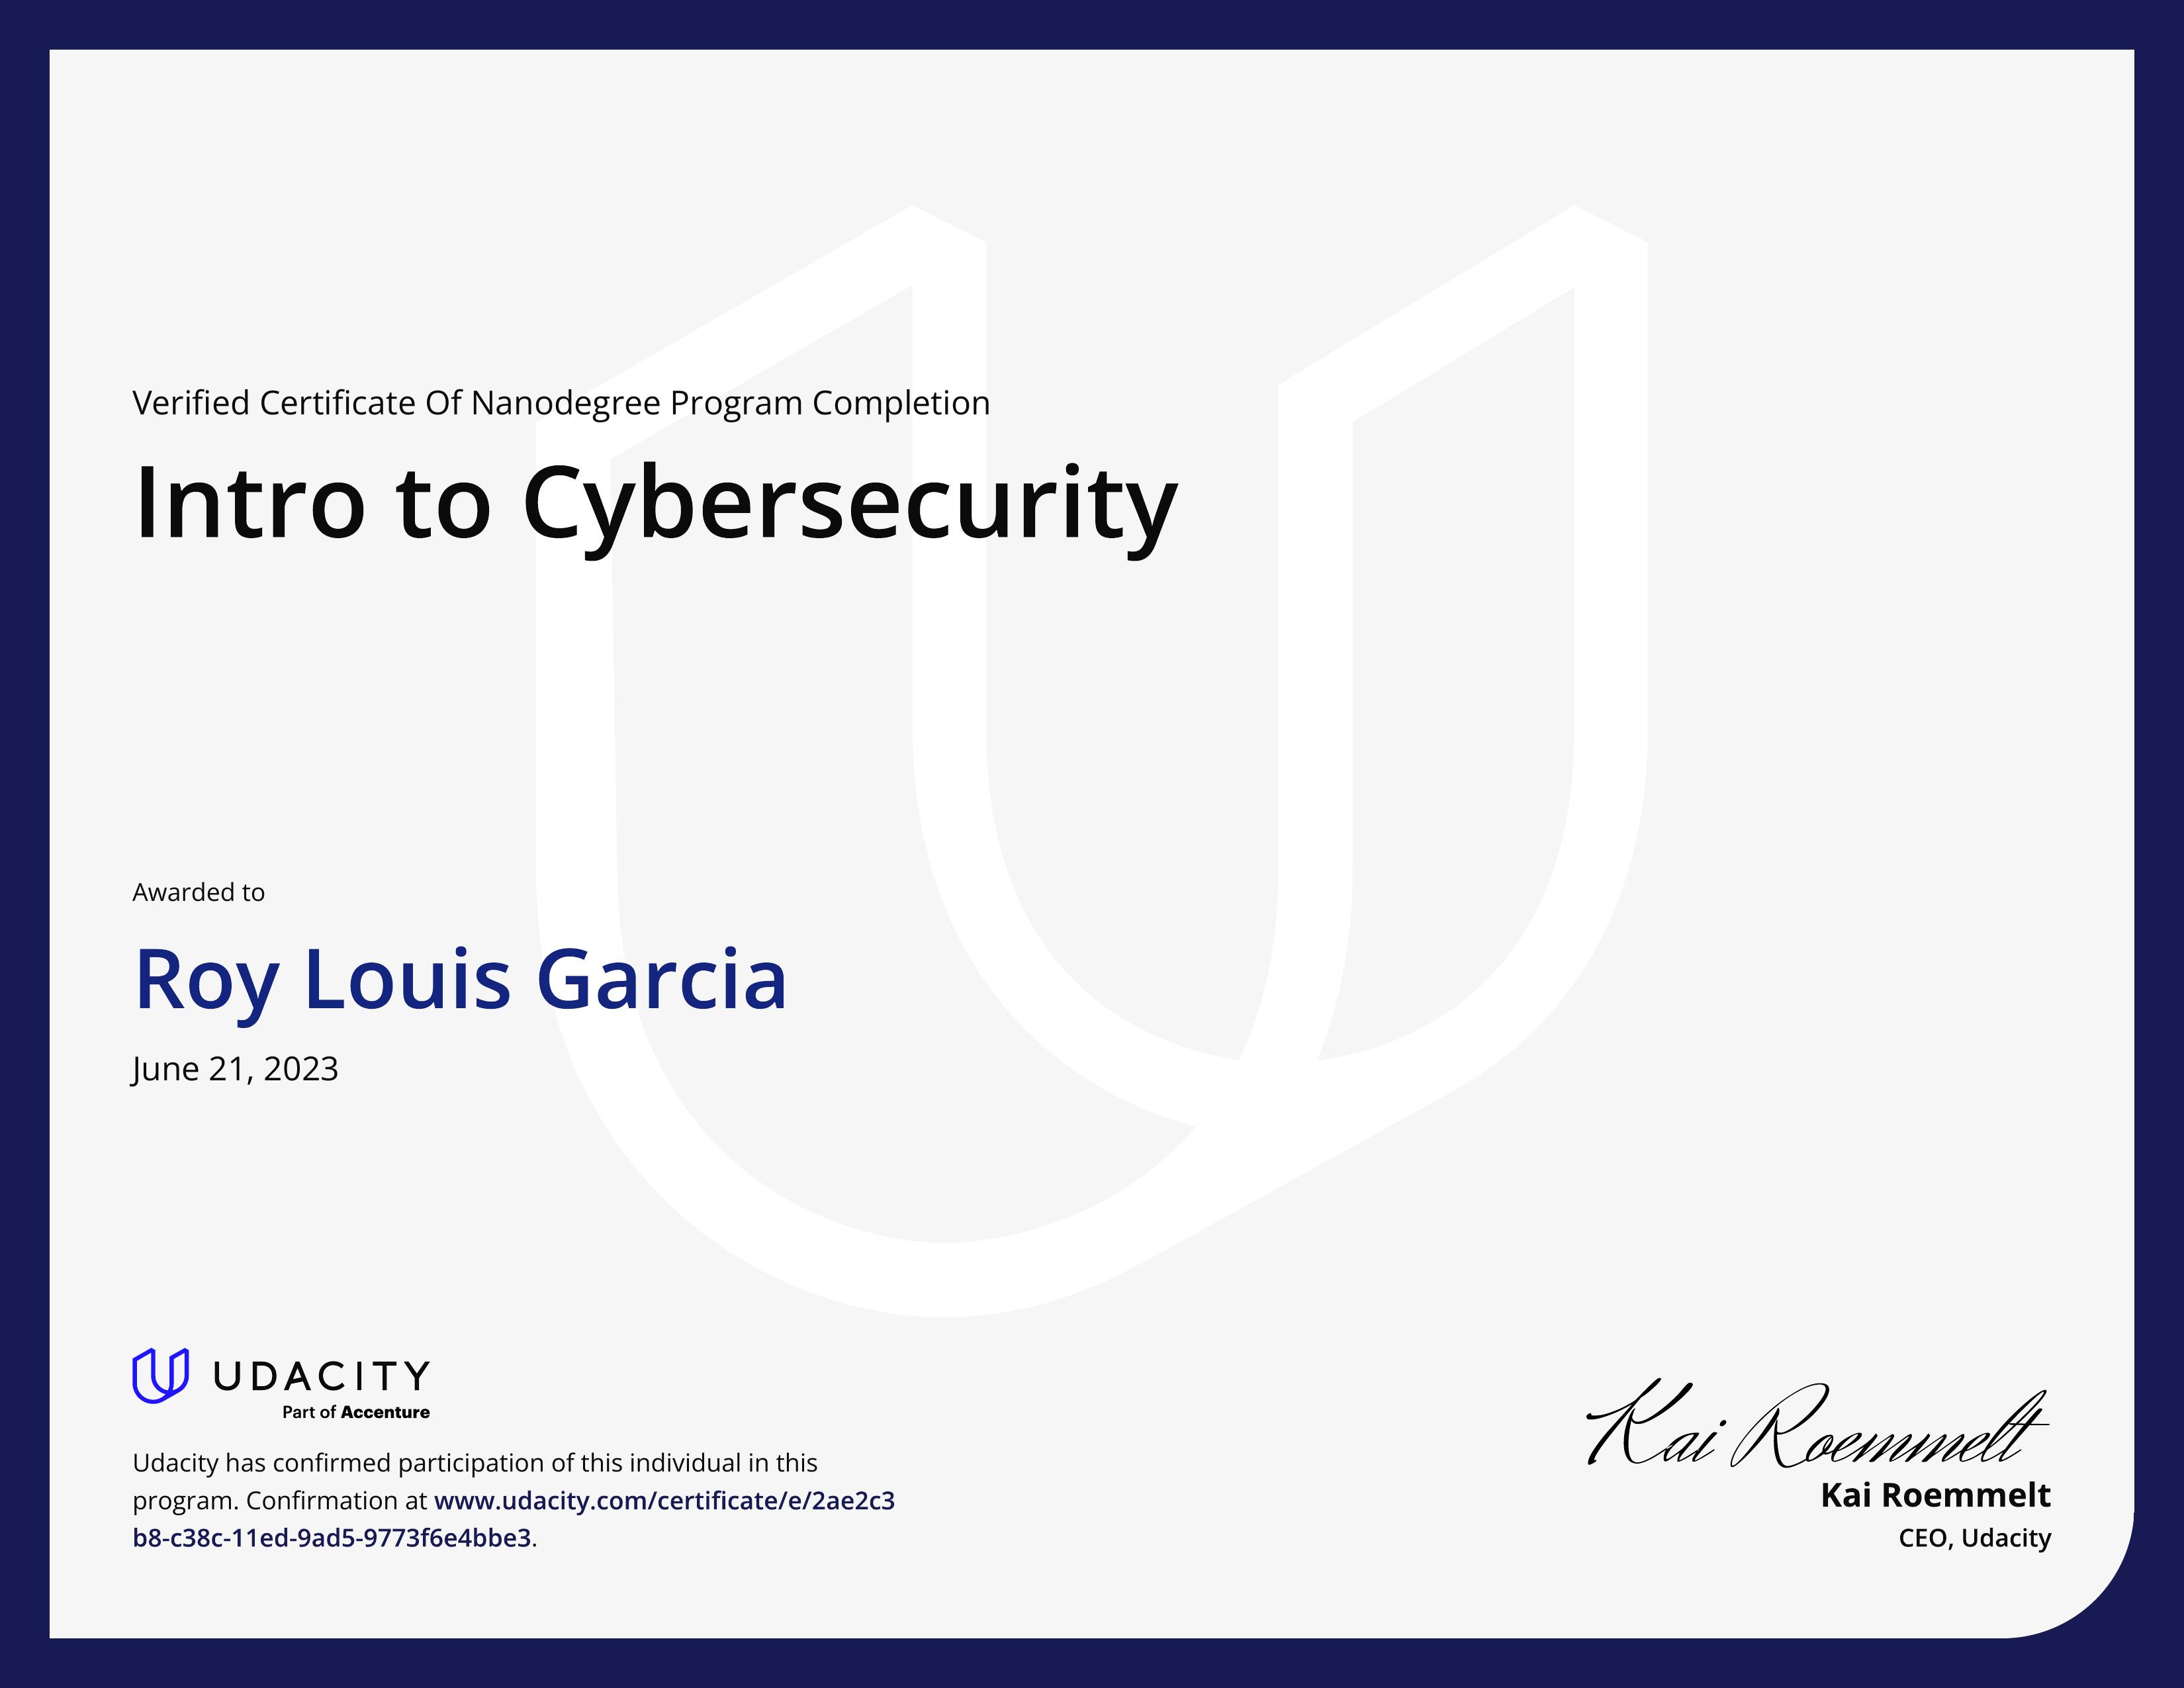 Verified Certificate Of Nanodegree Program Completion
Intro to Cybersecurity
Awarded to
Roy Louis Garcia
June 21, 2023
UDACITY
Part of Accenture
Udacity has confirmed participation of this individual in this
program. Confirmation at www.udacity.com/certificate/e/2ae2c3
b8-c38c-11ed-9ad5-9773f6e4bbe3.
Kai Roemmelt
Kai Roemmelt
CEO, Udacity